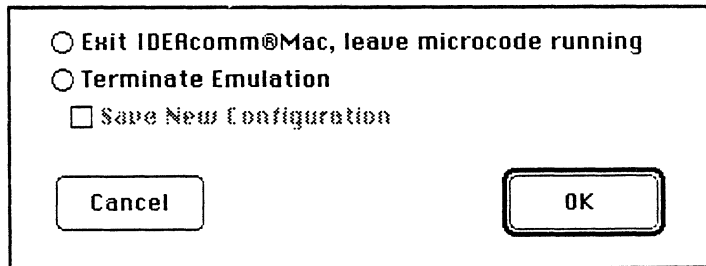 Exit IDEAcomm®Mac, leave microcode running
Terminate Emulation
Save New Configuration
Cancel
OK